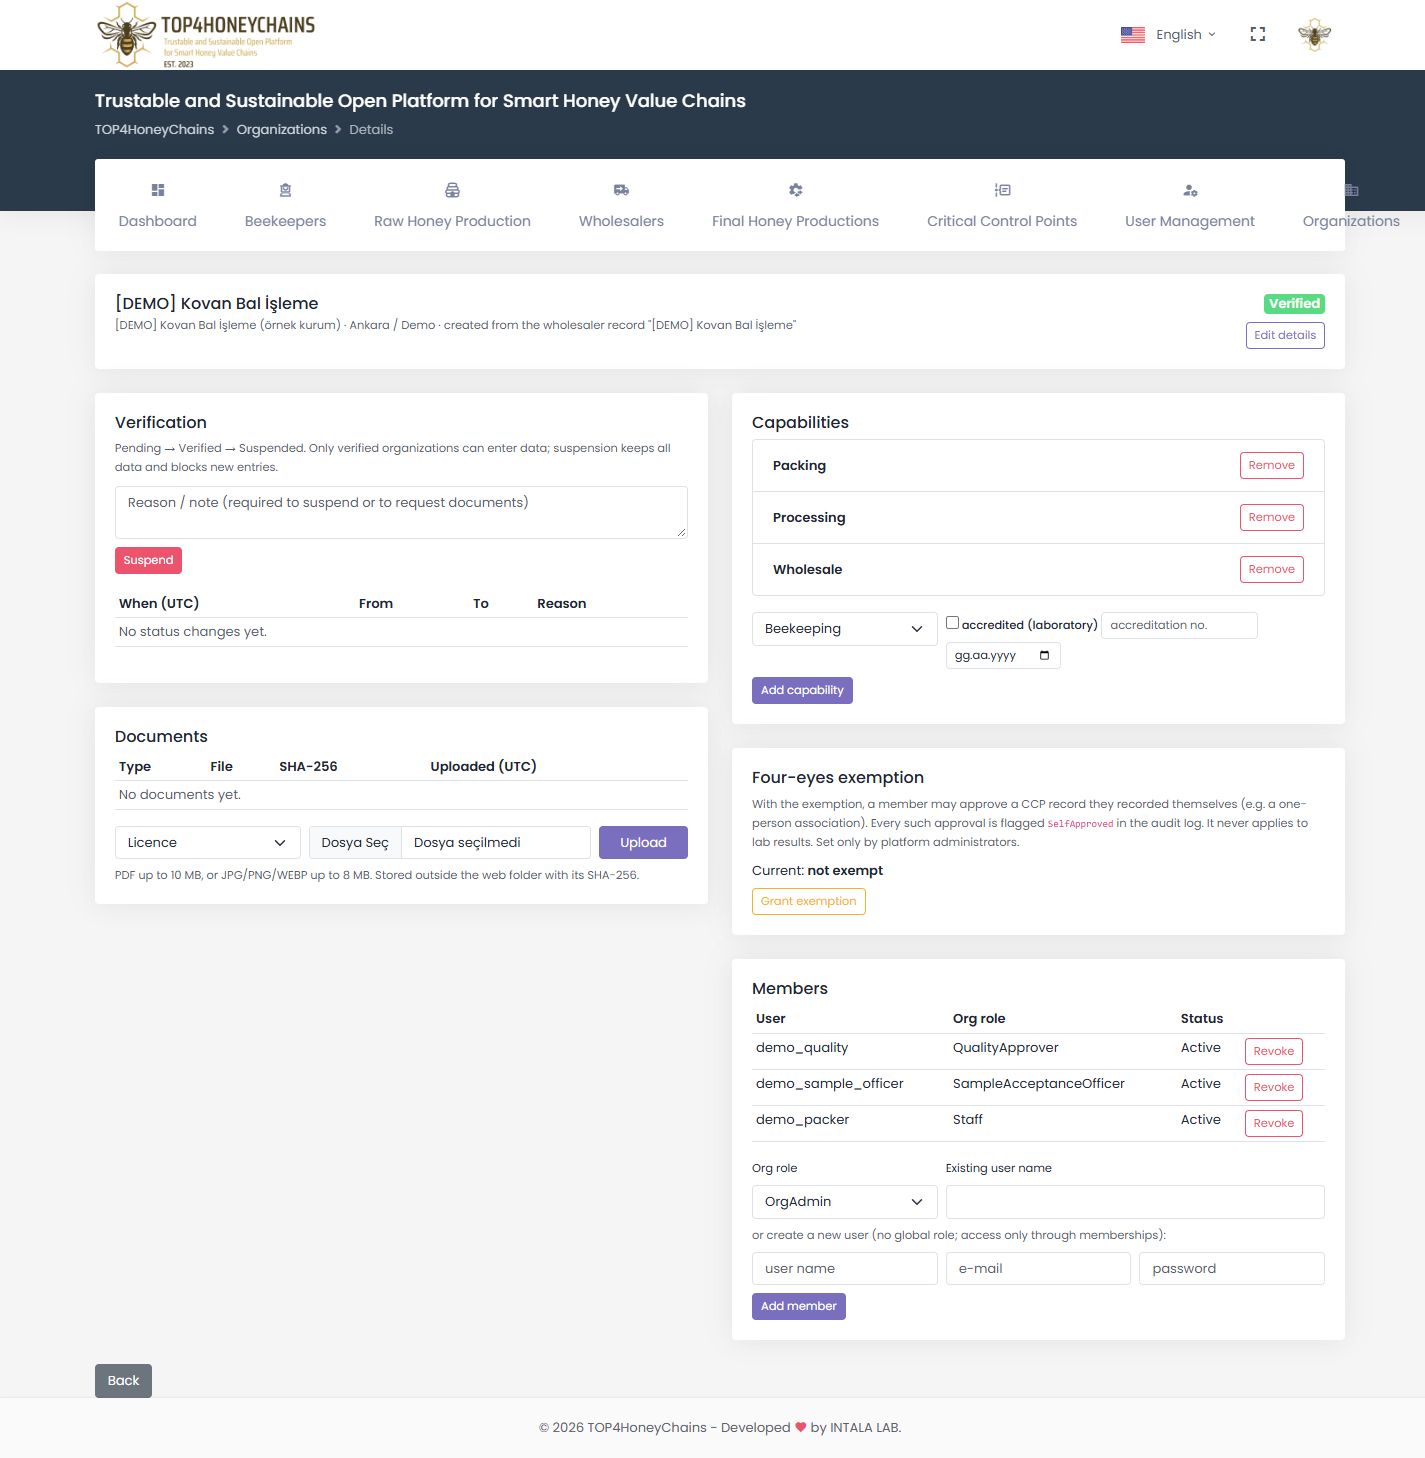 TOP4HONEYCHAINS
Trustable and Sustainable Open Platform
for Smart Honey Value Chains
EST. 2023
English
Trustable and Sustainable Open Platform for Smart Honey Value Chains
TOP4HoneyChains > Organizations > Details
Dashboard
Beekeepers
Raw Honey Production
Wholesalers
Final Honey Productions
Critical Control Points
User Management
Organizations
[DEMO] Kovan Bal İşleme
Verified
[DEMO] Kovan Bal İşleme (örnek kurum) · Ankara / Demo · created from the wholesaler record "[DEMO] Kovan Bal İşleme"
Edit details
Verification
Pending → Verified → Suspended. Only verified organizations can enter data; suspension keeps all
data and blocks new entries.
Reason / note (required to suspend or to request documents)
Suspend
When (UTC) From To Reason
No status changes yet.
Documents
Type File SHA-256 Uploaded (UTC)
No documents yet.
Licence Dosya Seç Dosya seçilmedi Upload
PDF up to 10 MB, or JPG/PNG/WEBP up to 8 MB. Stored outside the web folder with its SHA-256.
Capabilities
Packing Remove
Processing Remove
Wholesale Remove
Beekeeping accredited (laboratory) accreditation no.
gg.aa.yyyy
Add capability
Four-eyes exemption
With the exemption, a member may approve a CCP record they recorded themselves (e.g. a one-
person association). Every such approval is flagged SelfApproved in the audit log. It never applies to
lab results. Set only by platform administrators.
Current: not exempt
Grant exemption
Members
User Org role Status
demo_quality QualityApprover Active Revoke
demo_sample_officer SampleAcceptanceOfficer Active Revoke
demo_packer Staff Active Revoke
Org role Existing user name
OrgAdmin
or create a new user (no global role; access only through memberships):
user name e-mail password
Add member
Back
© 2026 TOP4HoneyChains - Developed ♥ by INTALA LAB.